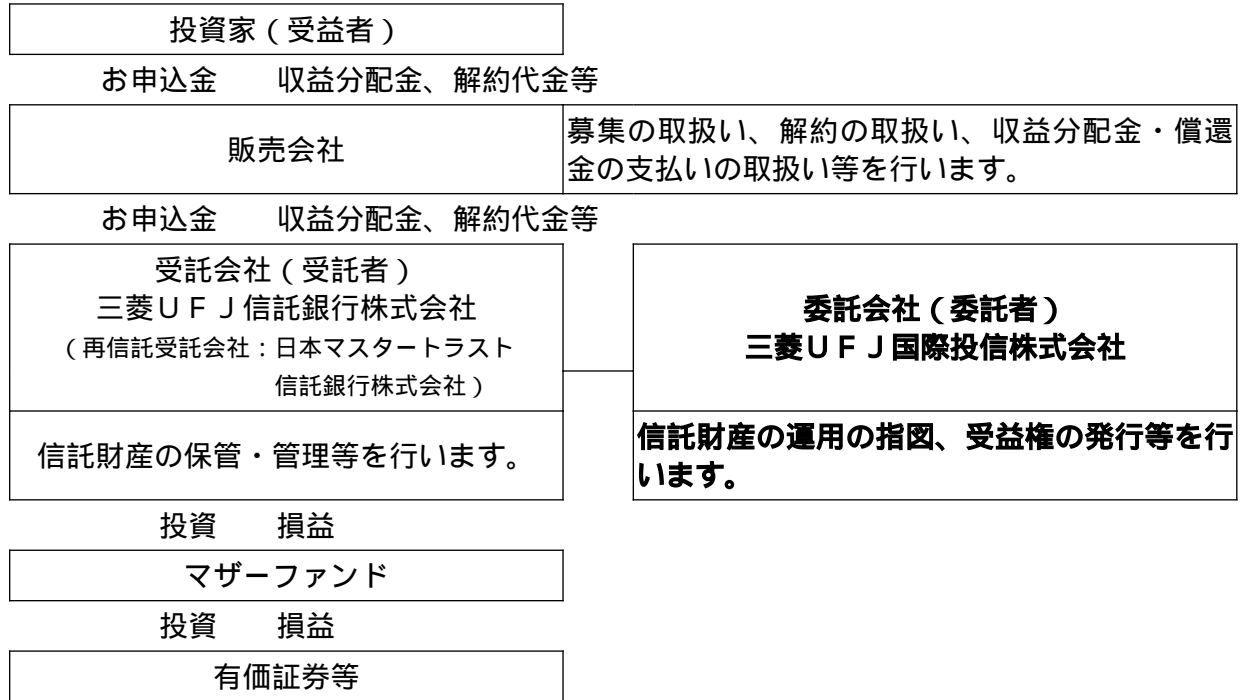 投資家（受益者）
お申込金　　収益分配金、解約代金等
販売会社
募集の取扱い、解約の取扱い、収益分配金・償還
金の支払いの取扱い等を行います。
お申込金　　収益分配金、解約代金等
受託会社（受託者）
三菱ＵＦＪ信託銀行株式会社
（再信託受託会社：日本マスタートラスト
信託銀行株式会社）
委託会社（委託者）
三菱ＵＦＪ国際投信株式会社
信託財産の保管・管理等を行います。
信託財産の運用の指図、受益権の発行等を行
います。
投資　　損益
マザーファンド
投資　　損益
有価証券等